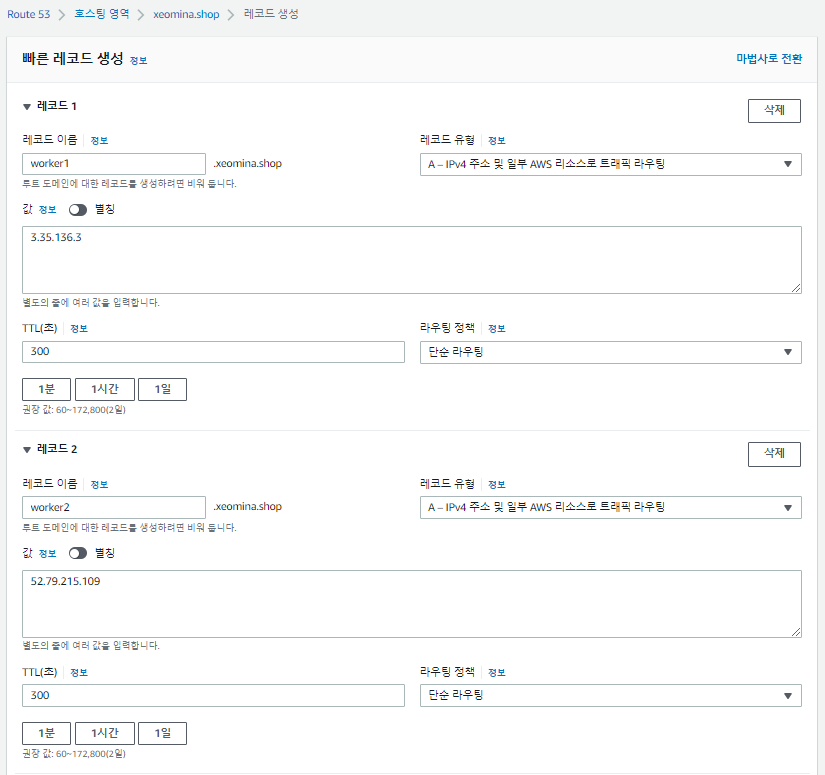 Route 53 > 호스팅 영역 > xeomina.shop > 레코드 생성
빠른 레코드 생성 정보 마법사로 전환
▼ 레코드 1 삭제
레코드 이름 정보 레코드 유형 정보
worker1 .xeomina.shop A – IPv4 주소 및 일부 AWS 리소스로 트래픽 라우팅
루트 도메인에 대한 레코드를 생성하려면 비워 둡니다.
값 정보 별칭
3.35.136.3
별도의 줄에 여러 값을 입력합니다.
TTL(초) 정보 라우팅 정책 정보
300 단순 라우팅
1분 1시간 1일
권장 값: 60~172,800(2일)
▼ 레코드 2 삭제
레코드 이름 정보 레코드 유형 정보
worker2 .xeomina.shop A – IPv4 주소 및 일부 AWS 리소스로 트래픽 라우팅
루트 도메인에 대한 레코드를 생성하려면 비워 둡니다.
값 정보 별칭
52.79.215.109
별도의 줄에 여러 값을 입력합니다.
TTL(초) 정보 라우팅 정책 정보
300 단순 라우팅
1분 1시간 1일
권장 값: 60~172,800(2일)